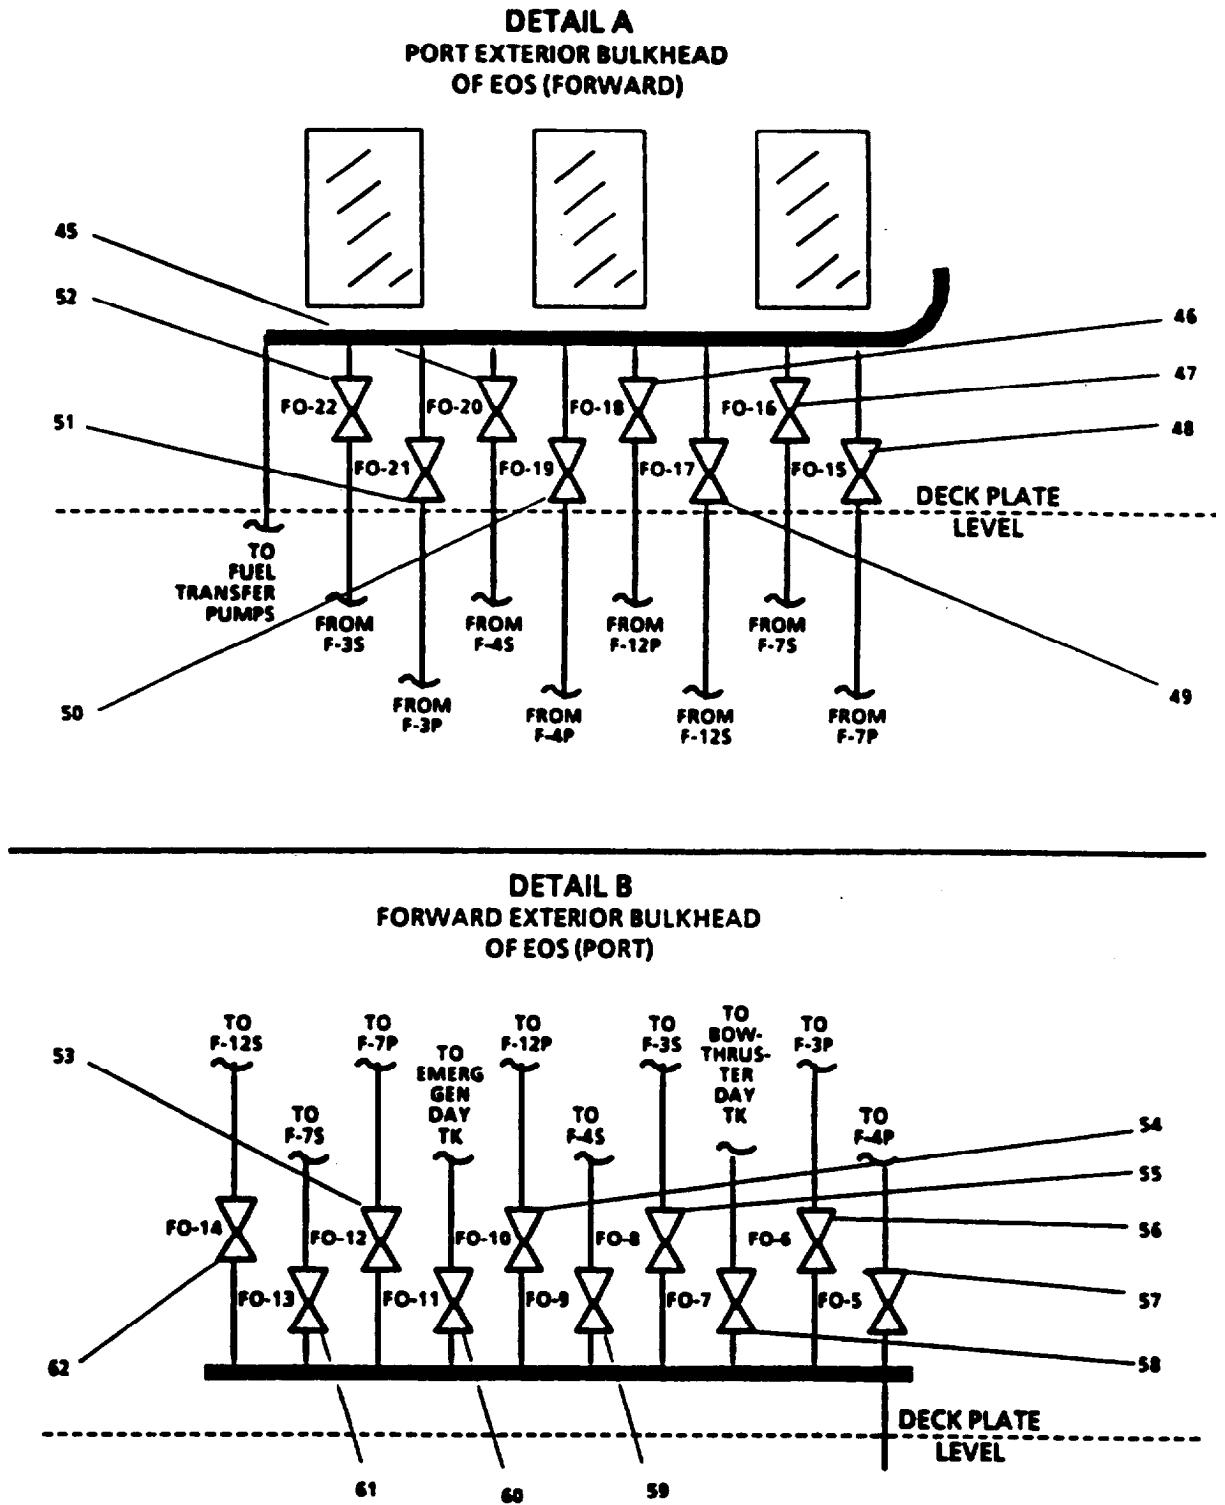 DETAIL A
PORT EXTERIOR BULKHEAD
OF EOS (FORWARD)
45
52
51
50
46
47
48
49
FO-22
FO-20
FO-18
FO-16
FO-21
FO-19
FO-17
FO-15
DECK PLATE
LEVEL
TO
FUEL
TRANSFER
PUMPS
FROM
F-3S
FROM
F-4S
FROM
F-12P
FROM
F-7S
FROM
F-3P
FROM
F-4P
FROM
F-12S
FROM
F-7P
DETAIL B
FORWARD EXTERIOR BULKHEAD
OF EOS (PORT)
TO
F-12S
TO
F-7S
TO
F-7P
TO
EMERG
GEN
DAY
TK
TO
F-12P
TO
F-4S
TO
F-3S
TO
BOW-
THRUS-
TER
DAY
TK
TO
F-3P
TO
F-4P
53
54
55
56
57
58
FO-14
FO-12
FO-10
FO-8
FO-6
FO-13
FO-11
FO-9
FO-7
FO-5
62
DECK PLATE
LEVEL
61
60
59